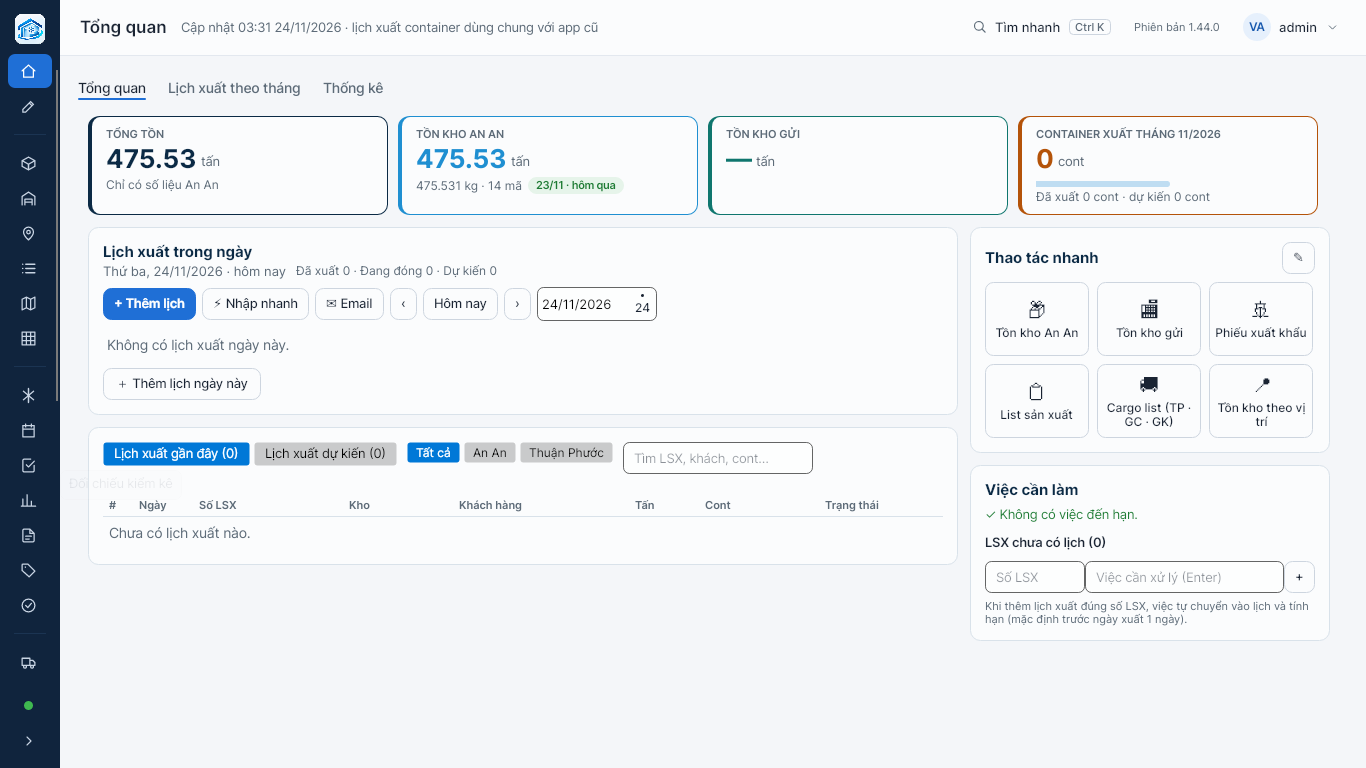 Tổng quan
Cập nhật 03:31 24/11/2026 · lịch xuất container dùng chung với app cũ
Tìm nhanh Ctrl K
Phiên bản 1.44.0
VA admin
Tổng quan Lịch xuất theo tháng Thống kê
TỔNG TỒN
475.53 tấn
Chỉ có số liệu An An
TỒN KHO AN AN
475.53 tấn
475.531 kg · 14 mã 23/11 · hôm qua
TỒN KHO GỬI
— tấn
CONTAINER XUẤT THÁNG 11/2026
0 cont
Đã xuất 0 cont · dự kiến 0 cont
Lịch xuất trong ngày
Thứ ba, 24/11/2026 · hôm nay Đã xuất 0 · Đang đóng 0 · Dự kiến 0
+ Thêm lịch ⚡ Nhập nhanh ✉ Email ‹ Hôm nay › 24/11/2026 24
Không có lịch xuất ngày này.
+ Thêm lịch ngày này
Lịch xuất gần đây (0) Lịch xuất dự kiến (0) Tất cả An An Thuận Phước Tìm LSX, khách, cont...
Đối chiếu kiểm kê
# Ngày Số LSX Kho Khách hàng Tấn Cont Trạng thái
Chưa có lịch xuất nào.
Thao tác nhanh
Tồn kho An An
Tồn kho gửi
Phiếu xuất khẩu
List sản xuất
Cargo list (TP ·
GC · GK)
Tồn kho theo vị
trí
Việc cần làm
✓ Không có việc đến hạn.
LSX chưa có lịch (0)
Số LSX Việc cần xử lý (Enter) +
Khi thêm lịch xuất đúng số LSX, việc tự chuyển vào lịch và tính
hạn (mặc định trước ngày xuất 1 ngày).